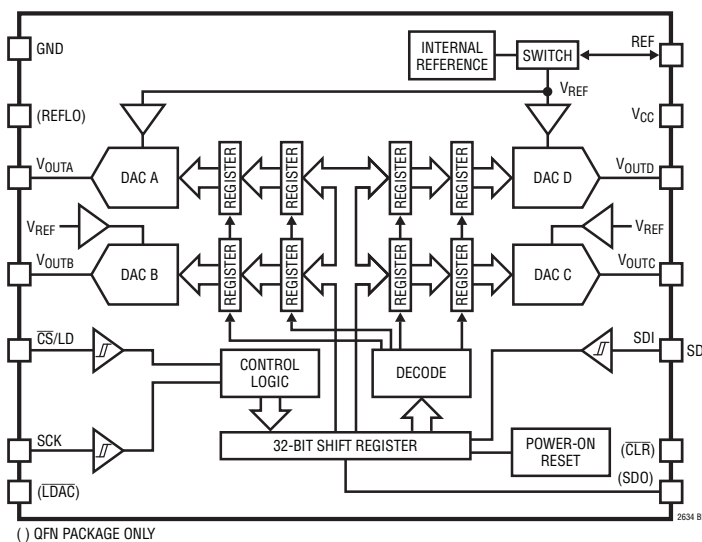 GND
INTERNAL
REFERENCE
SWITCH
REF
(REFLO)
VREF
VCC
VOUTA
DAC A
REGISTER
REGISTER
REGISTER
REGISTER
DAC D
VOUTD
VREF
VREF
VOUTB
DAC B
REGISTER
REGISTER
REGISTER
REGISTER
DAC C
VOUTC
CS/LD
CONTROL
LOGIC
DECODE
SDI
SD
SCK
32-BIT SHIFT REGISTER
POWER-ON
RESET
(CLR)
(LDAC)
(SDO)
2634 B
( ) QFN PACKAGE ONLY